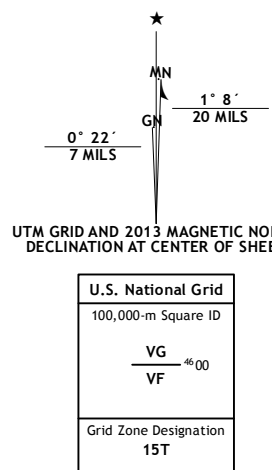 ★
MN
1° 8´
20 MILS
GN
0° 22´
7 MILS
UTM GRID AND 2013 MAGNETIC NO
DECLINATION AT CENTER OF SHEE
U.S. National Grid
100,000-m Square ID
VG
4600
VF
Grid Zone Designation
15T